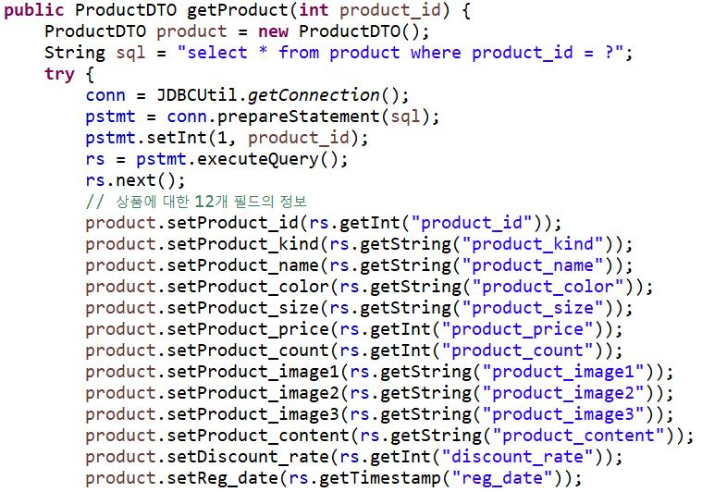 public ProductDTO getProduct(int product_id) {
ProductDTO product = new ProductDTO();
String sql = "select * from product where product_id = ?";
try {
conn = JDBCUtil.getConnection();
pstmt = conn.prepareStatement(sql);
pstmt.setInt(1, product_id);
rs = pstmt.executeQuery();
rs.next();
// 상품에 대한 12개 필드의 정보
product.setProduct_id(rs.getInt("product_id"));
product.setProduct_kind(rs.getString("product_kind"));
product.setProduct_name(rs.getString("product_name"));
product.setProduct_color(rs.getString("product_color"));
product.setProduct_size(rs.getString("product_size"));
product.setProduct_price(rs.getInt("product_price"));
product.setProduct_count(rs.getInt("product_count"));
product.setProduct_image1(rs.getString("product_image1"));
product.setProduct_image2(rs.getString("product_image2"));
product.setProduct_image3(rs.getString("product_image3"));
product.setProduct_content(rs.getString("product_content"));
product.setDiscount_rate(rs.getInt("discount_rate"));
product.setReg_date(rs.getTimestamp("reg_date"));